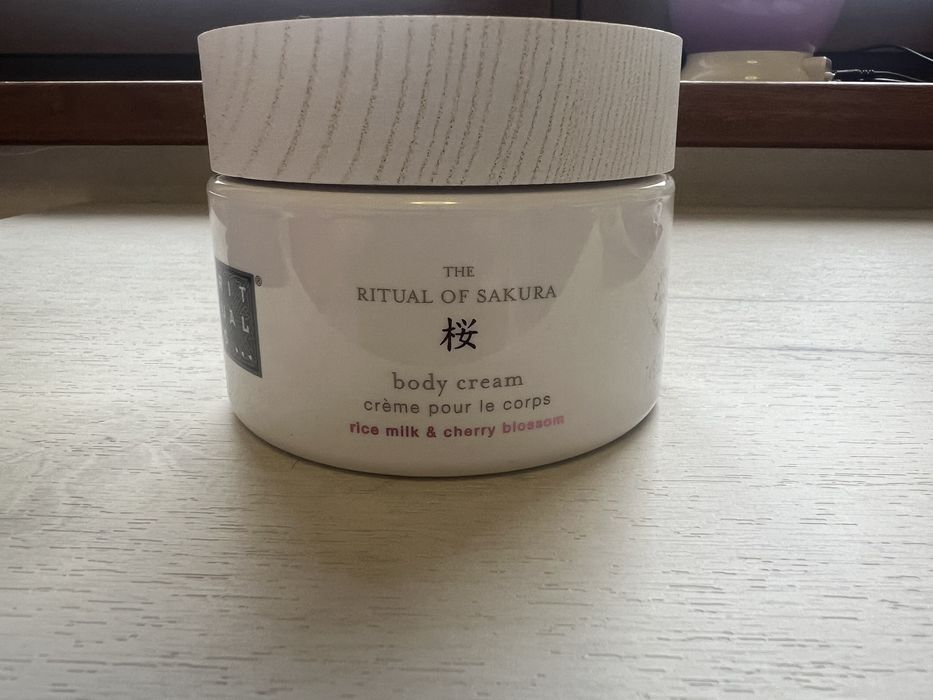 THE
RITUAL OF SAKURA
桜
body cream
crème pour le corps
rice milk & cherry blossom
®